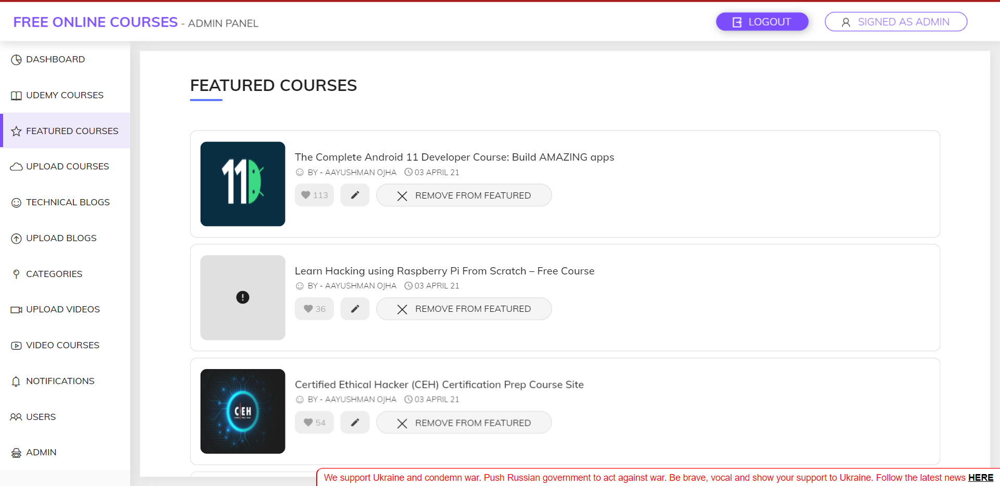 FREE ONLINE COURSES - ADMIN PANEL
LOGOUT
SIGNED AS ADMIN
DASHBOARD
UDEMY COURSES
FEATURED COURSES
UPLOAD COURSES
TECHNICAL BLOGS
UPLOAD BLOGS
CATEGORIES
UPLOAD VIDEOS
VIDEO COURSES
NOTIFICATIONS
USERS
ADMIN
FEATURED COURSES
11
The Complete Android 11 Developer Course: Build AMAZING apps
BY - AAYUSHMAN OJHA 03 APRIL 21
113
REMOVE FROM FEATURED
Learn Hacking using Raspberry Pi From Scratch – Free Course
BY - AAYUSHMAN OJHA 03 APRIL 21
36
REMOVE FROM FEATURED
CEH
Certified Ethical Hacker (CEH) Certification Prep Course Site
BY - AAYUSHMAN OJHA 03 APRIL 21
54
REMOVE FROM FEATURED
We support Ukraine and condemn war. Push Russian government to act against war. Be brave, vocal and show your support to Ukraine. Follow the latest news HERE